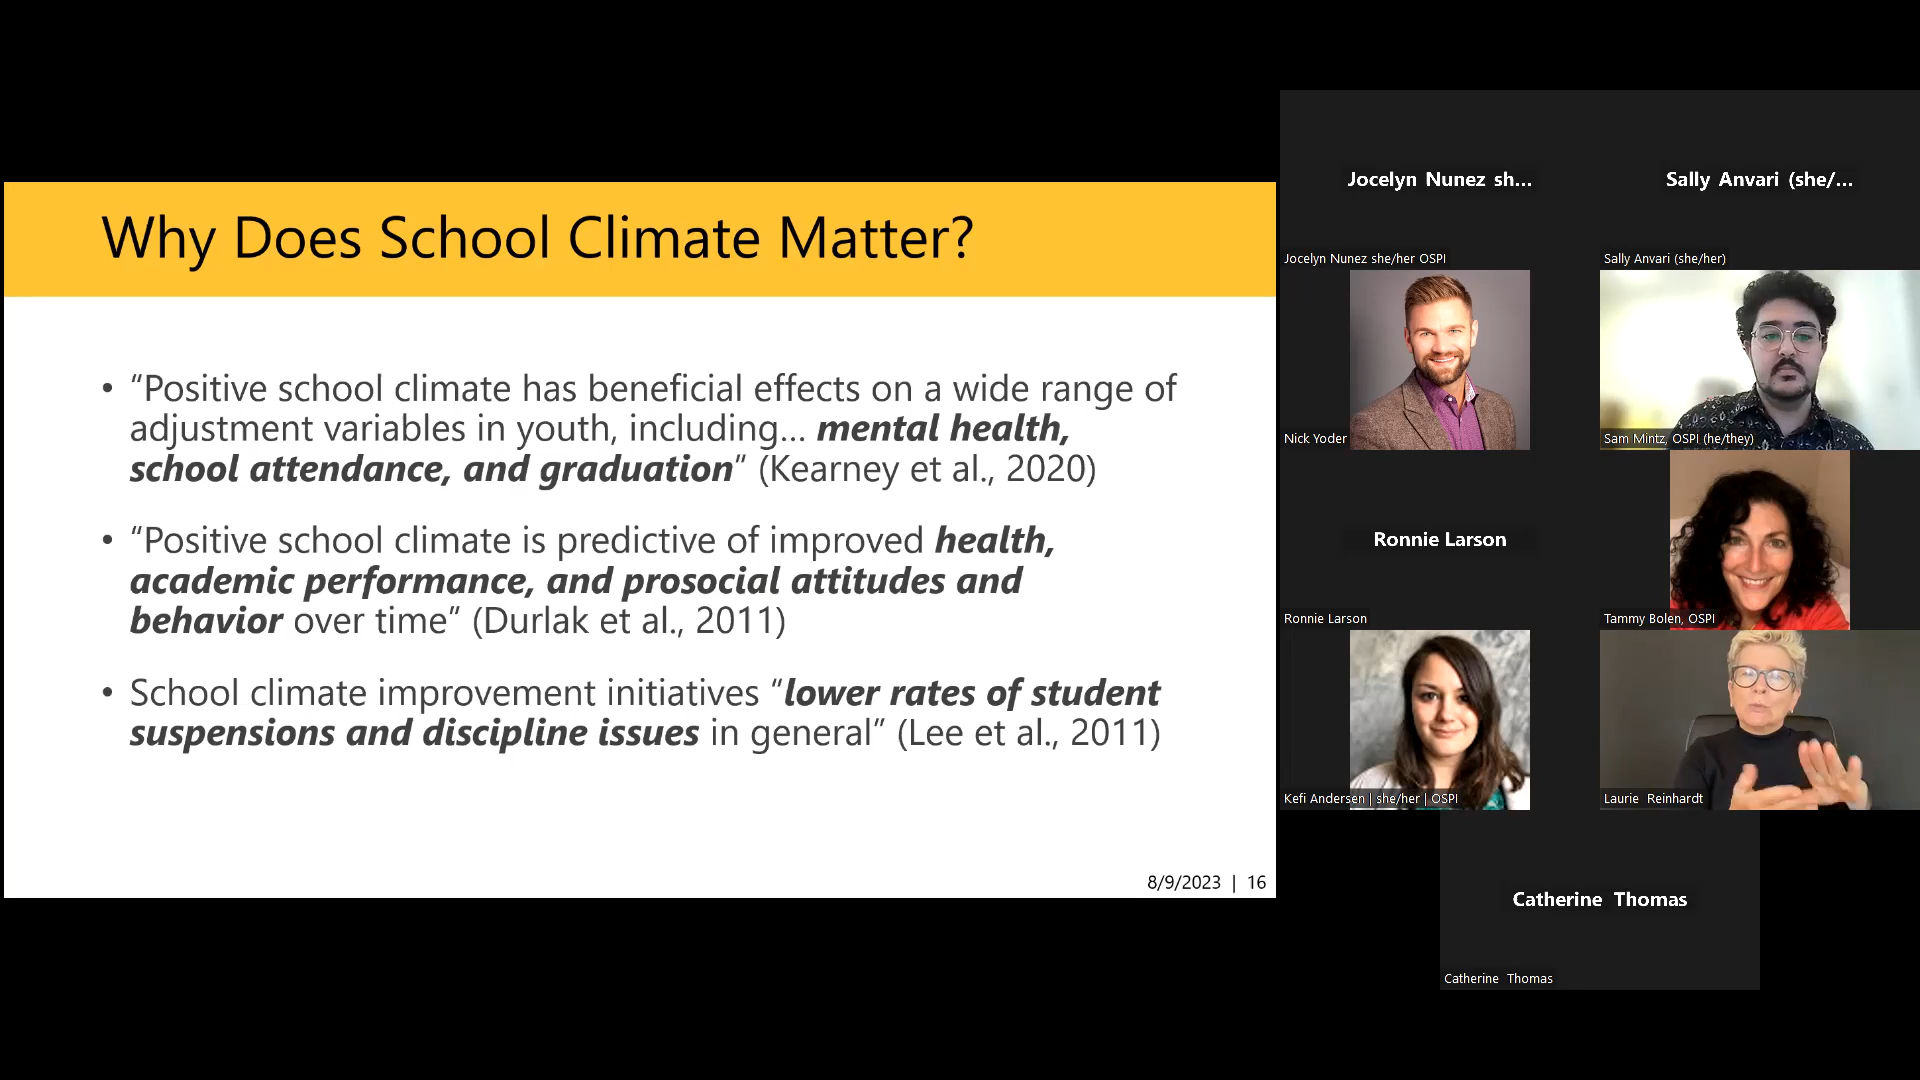 Why Does School Climate Matter?
• “Positive school climate has beneficial effects on a wide range of
adjustment variables in youth, including… mental health,
school attendance, and graduation” (Kearney et al., 2020)
• “Positive school climate is predictive of improved health,
academic performance, and prosocial attitudes and
behavior over time” (Durlak et al., 2011)
• School climate improvement initiatives “lower rates of student
suspensions and discipline issues in general” (Lee et al., 2011)
8/9/2023 | 16
Jocelyn Nunez sh...
Sally Anvari (she/...
Jocelyn Nunez she/her OSPI
Sally Anvari (she/her)
Nick Yoder
Sam Mintz, OSPI (he/they)
Ronnie Larson
Ronnie Larson
Tammy Bolen, OSPI
Kefi Andersen | she/her | OSPI
Laurie Reinhardt
Catherine Thomas
Catherine Thomas